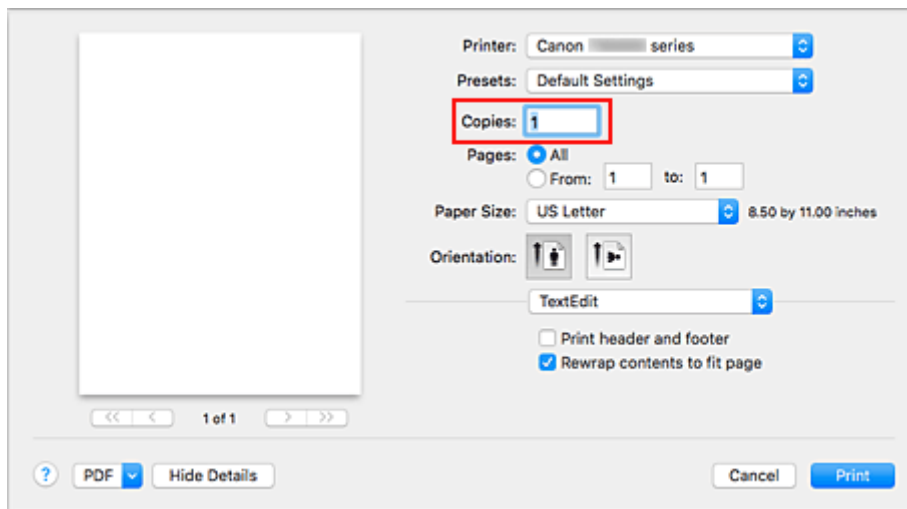 Printer: Canon series
Presets: Default Settings
Copies: 1
Pages: All
From: 1 to: 1
Paper Size: US Letter 8.50 by 11.00 inches
Orientation:
TextEdit
Print header and footer
Rewrap contents to fit page
<< < 1 of 1 > >>
? PDF Hide Details Cancel Print